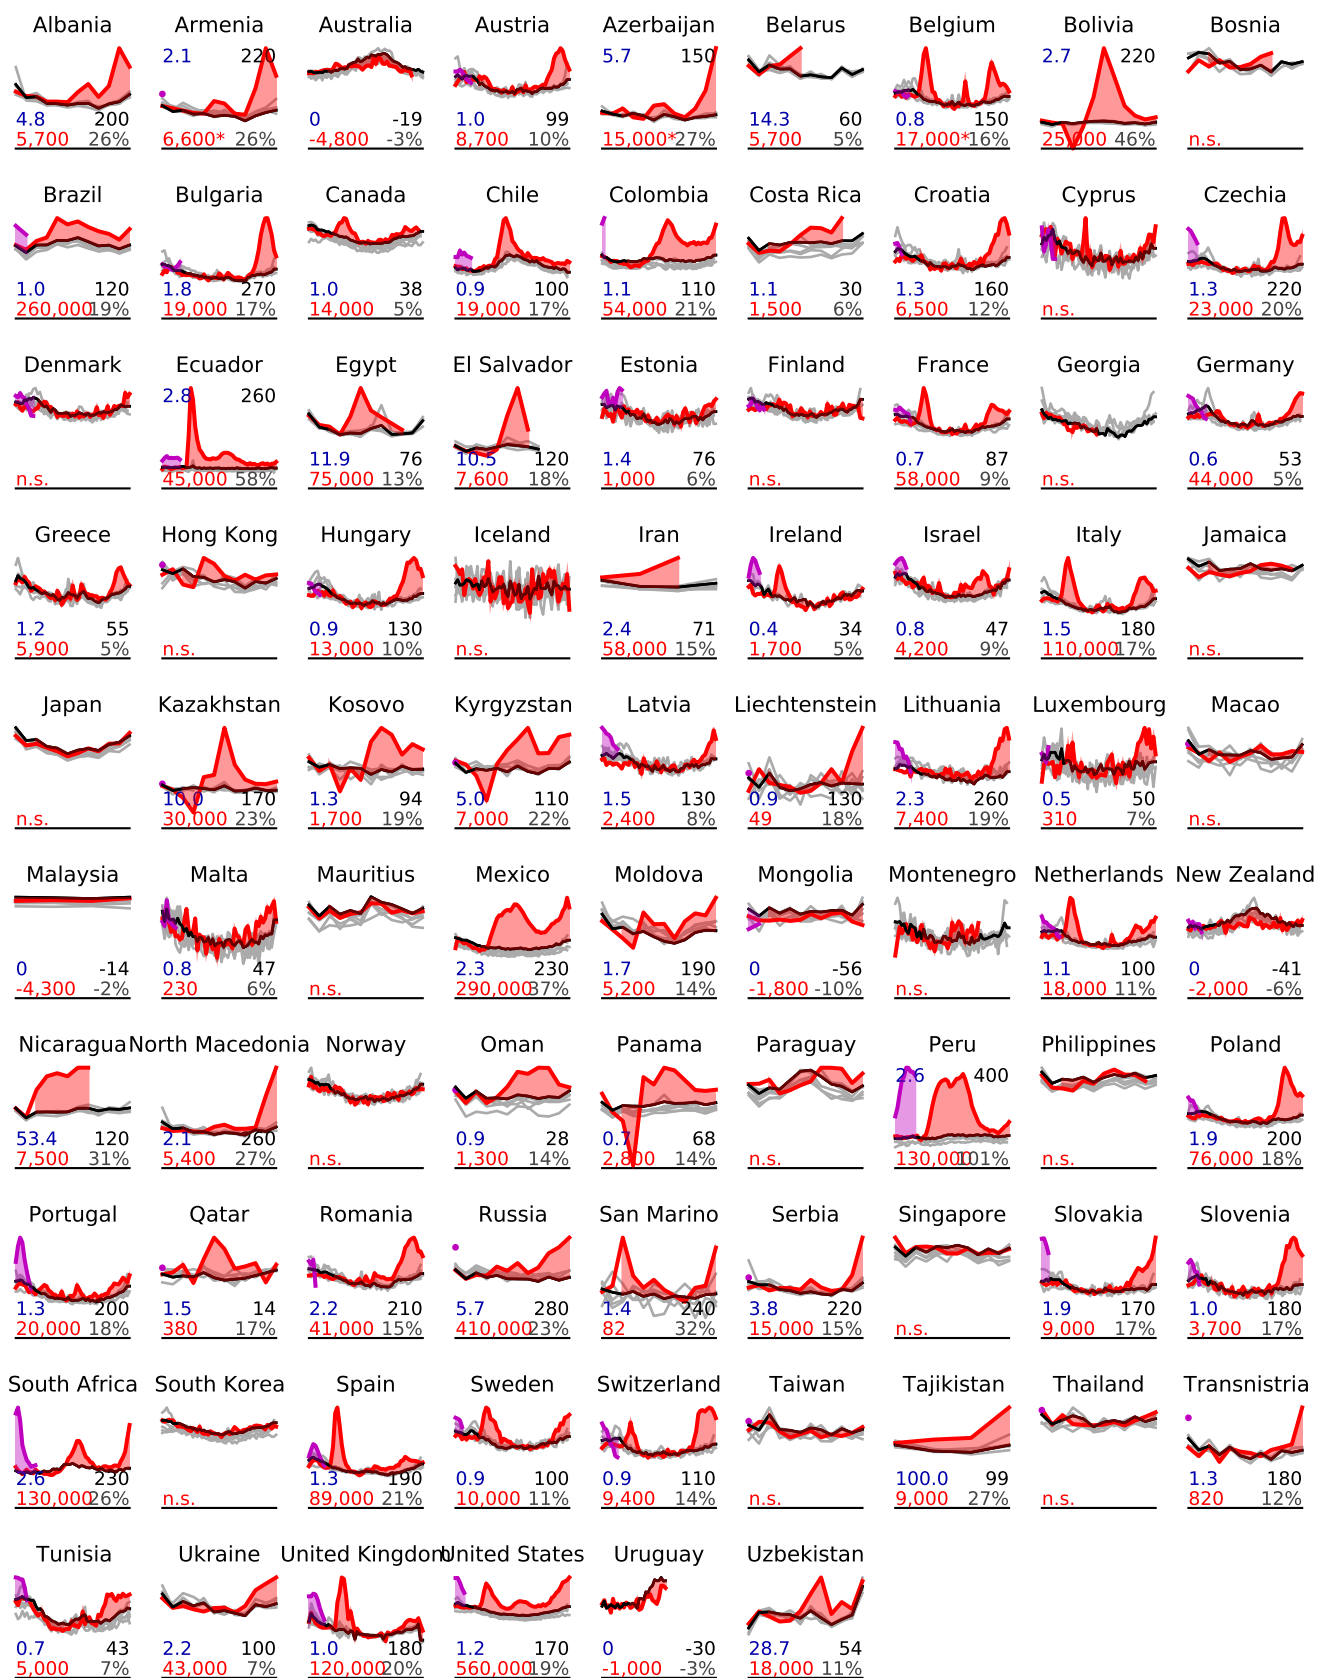 Albania Armenia Australia Austria Azerbaijan Belarus Belgium Bolivia Bosnia
2.1 220 5.7 150 2.7 220
4.8 200 0 -19 1.0 99 14.3 60 0.8 150
5,700 26% 6,600* 26% -4,800 -3% 8,700 10% 15,000* 27% 5,700 5% 17,000* 16% 25,000 46% n.s.
Brazil Bulgaria Canada Chile Colombia Costa Rica Croatia Cyprus Czechia
1.0 120 1.8 270 1.0 38 0.9 100 1.1 110 1.1 30 1.3 160 1.3 220
260,000 19% 19,000 17% 14,000 5% 19,000 17% 54,000 21% 1,500 6% 6,500 12% n.s. 23,000 20%
Denmark Ecuador Egypt El Salvador Estonia Finland France Georgia Germany
2.8 260
11.9 76 10.5 120 1.4 76 0.7 87 0.6 53
n.s. 45,000 58% 75,000 13% 7,600 18% 1,000 6% n.s. 58,000 9% n.s. 44,000 5%
Greece Hong Kong Hungary Iceland Iran Ireland Israel Italy Jamaica
1.2 55 0.9 130 2.4 71 0.4 34 0.8 47 1.5 180
5,900 5% n.s. 13,000 10% n.s. 58,000 15% 1,700 5% 4,200 9% 110,000 17% n.s.
Japan Kazakhstan Kosovo Kyrgyzstan Latvia Liechtenstein Lithuania Luxembourg Macao
10.0 170 1.3 94 5.0 110 1.5 130 0.9 130 2.3 260 0.5 50
n.s. 30,000 23% 1,700 19% 7,000 22% 2,400 8% 49 18% 7,400 19% 310 7% n.s.
Malaysia Malta Mauritius Mexico Moldova Mongolia Montenegro Netherlands New Zealand
0 -14 0.8 47 2.3 230 1.7 190 0 -56 1.1 100 0 -41
-4,300 -2% 230 6% n.s. 290,000 37% 5,200 14% -1,800 -10% n.s. 18,000 11% -2,000 -6%
Nicaragua North Macedonia Norway Oman Panama Paraguay Peru Philippines Poland
2.6 400
53.4 120 2.1 260 0.9 28 0.7 68 1.9 200
7,500 31% 5,400 27% n.s. 1,300 14% 2,800 14% n.s. 130,000 101% n.s. 76,000 18%
Portugal Qatar Romania Russia San Marino Serbia Singapore Slovakia Slovenia
1.3 200 1.5 14 2.2 210 5.7 280 1.4 240 3.8 220 1.9 170 1.0 180
20,000 18% 380 17% 41,000 15% 410,000 23% 82 32% 15,000 15% n.s. 9,000 17% 3,700 17%
South Africa South Korea Spain Sweden Switzerland Taiwan Tajikistan Thailand Transnistria
2.6 230 1.3 190 0.9 100 0.9 110 100.0 99 1.3 180
130,000 26% n.s. 89,000 21% 10,000 11% 9,400 14% n.s. 9,000 27% n.s. 820 12%
Tunisia Ukraine United Kingdom United States Uruguay Uzbekistan
0.7 43 2.2 100 1.0 180 1.2 170 0 -30 28.7 54
5,000 7% 43,000 7% 120,000 20% 560,000 19% -1,000 -3% 18,000 11%